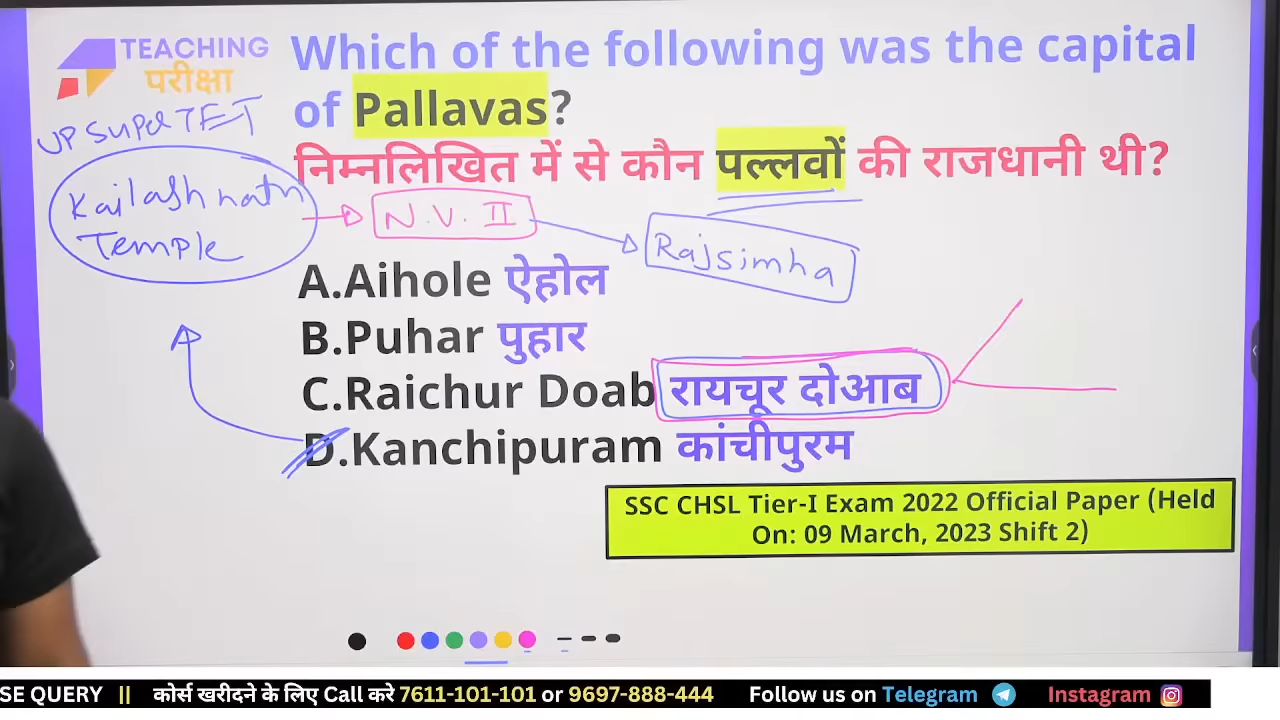 TEACHING
परीक्षा
Which of the following was the capital
of Pallavas?
UP SUPER TET
निम्नलिखित में से कौन पल्लवों की राजधानी थी?
Kailashnath
Temple
N.V. II
Rajsimha
A.Aihole ऐहोल
B.Puhar पुहार
C.Raichur Doab रायचूर दोआब
D.Kanchipuram कांचीपुरम
SSC CHSL Tier-I Exam 2022 Official Paper (Held
On: 09 March, 2023 Shift 2)
SE QUERY || कोर्स खरीदने के लिए Call करे 7611-101-101 or 9697-888-444 Follow us on Telegram Instagram